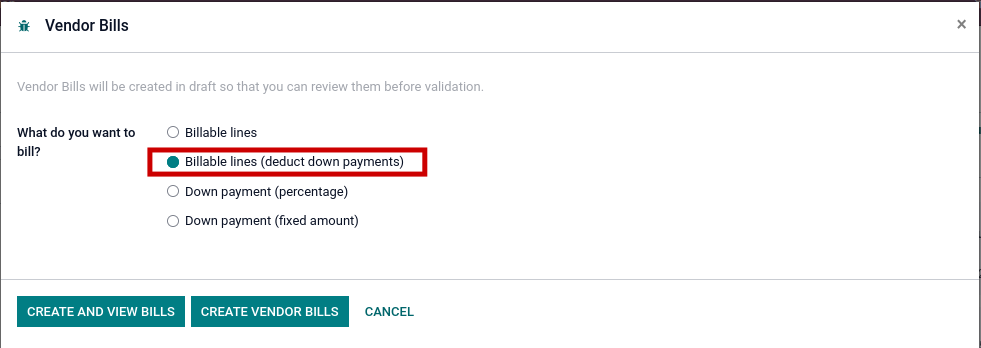 Vendor Bills
×
Vendor Bills will be created in draft so that you can review them before validation.
What do you want to
bill?
Billable lines
Billable lines (deduct down payments)
Down payment (percentage)
Down payment (fixed amount)
CREATE AND VIEW BILLS CREATE VENDOR BILLS CANCEL